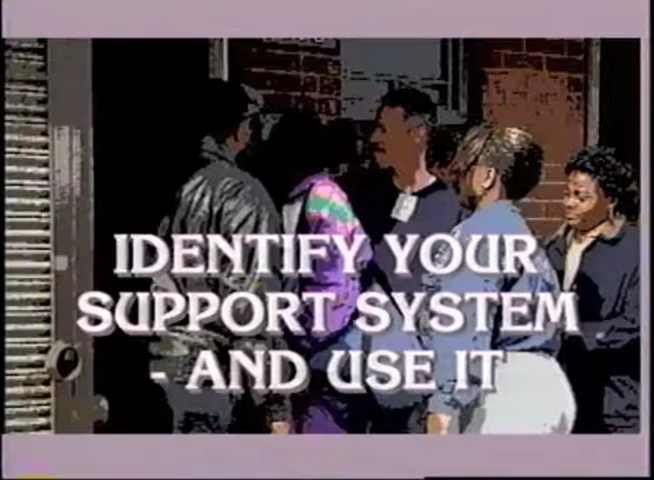 IDENTIFY YOUR
SUPPORT SYSTEM
- AND USE IT